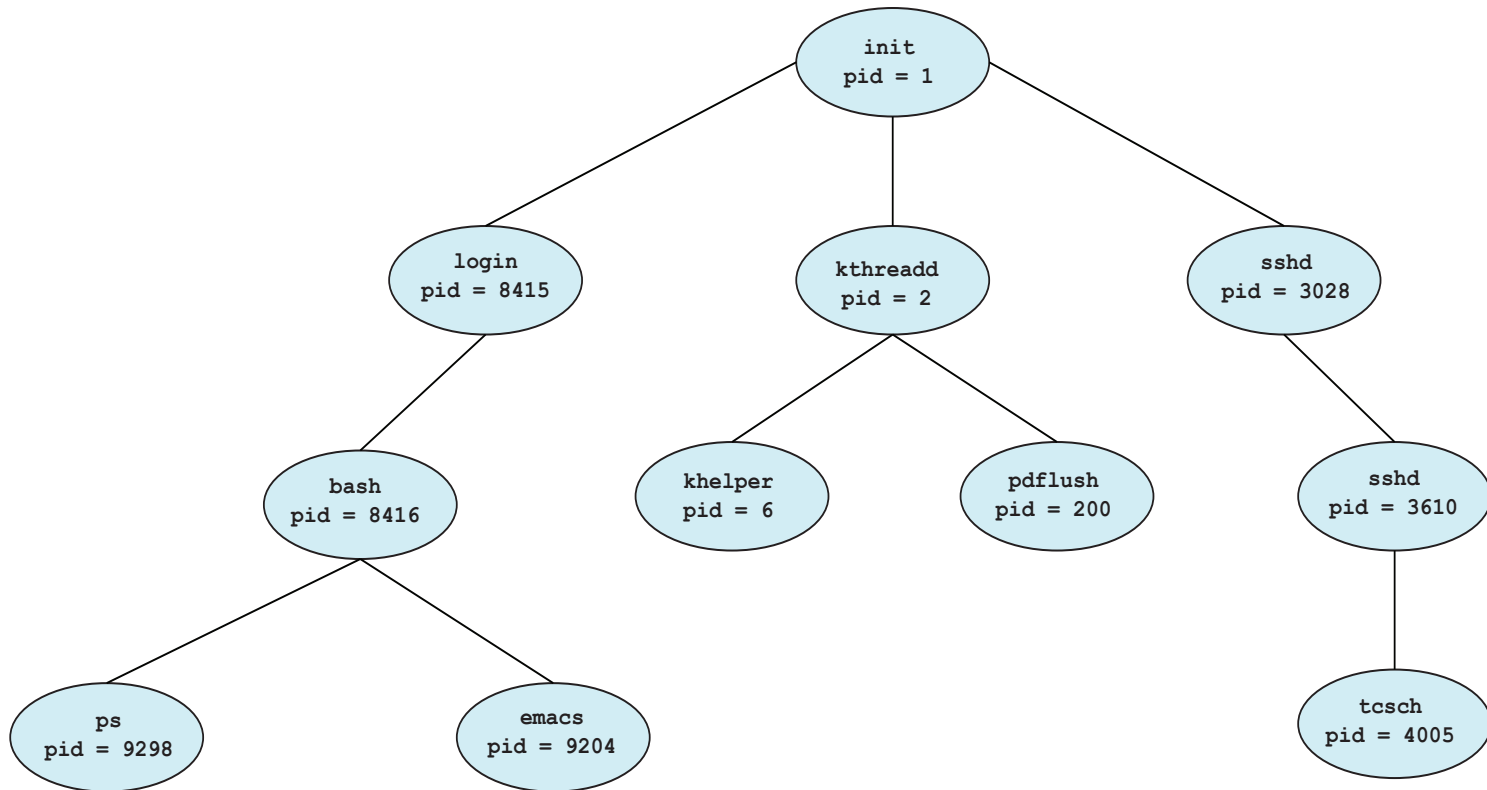 init
pid = 1
login
pid = 8415
kthreadd
pid = 2
sshd
pid = 3028
bash
pid = 8416
khelper
pid = 6
pdflush
pid = 200
sshd
pid = 3610
ps
pid = 9298
emacs
pid = 9204
tcsch
pid = 4005